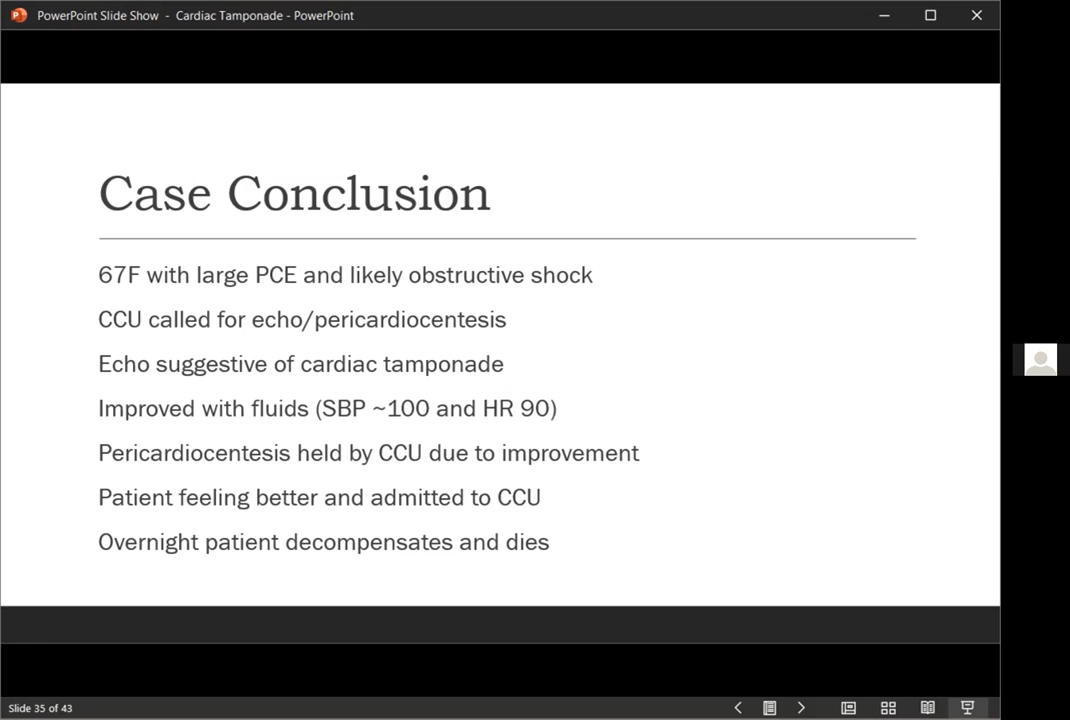 PowerPoint Slide Show - Cardiac Tamponade - PowerPoint
Case Conclusion
67F with large PCE and likely obstructive shock
CCU called for echo/pericardiocentesis
Echo suggestive of cardiac tamponade
Improved with fluids (SBP ~100 and HR 90)
Pericardiocentesis held by CCU due to improvement
Patient feeling better and admitted to CCU
Overnight patient decompensates and dies
Slide 35 of 43